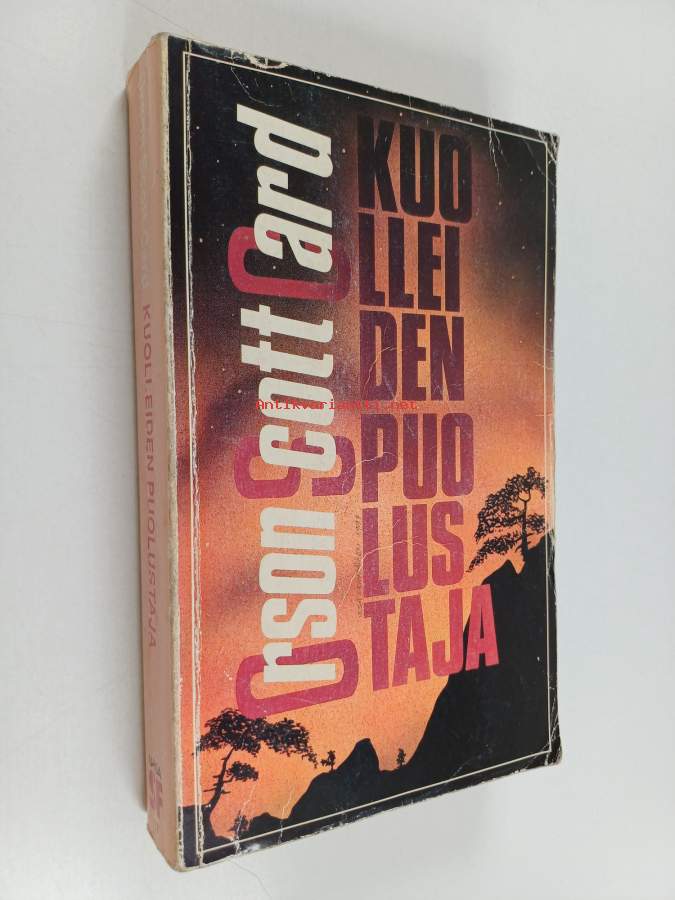 Orson Scott Card
KUO
LLEI
DEN
PUO
LUS
TAJA
Antikvariaatti.net
KUOLLEIDEN PUOLUSTAJA